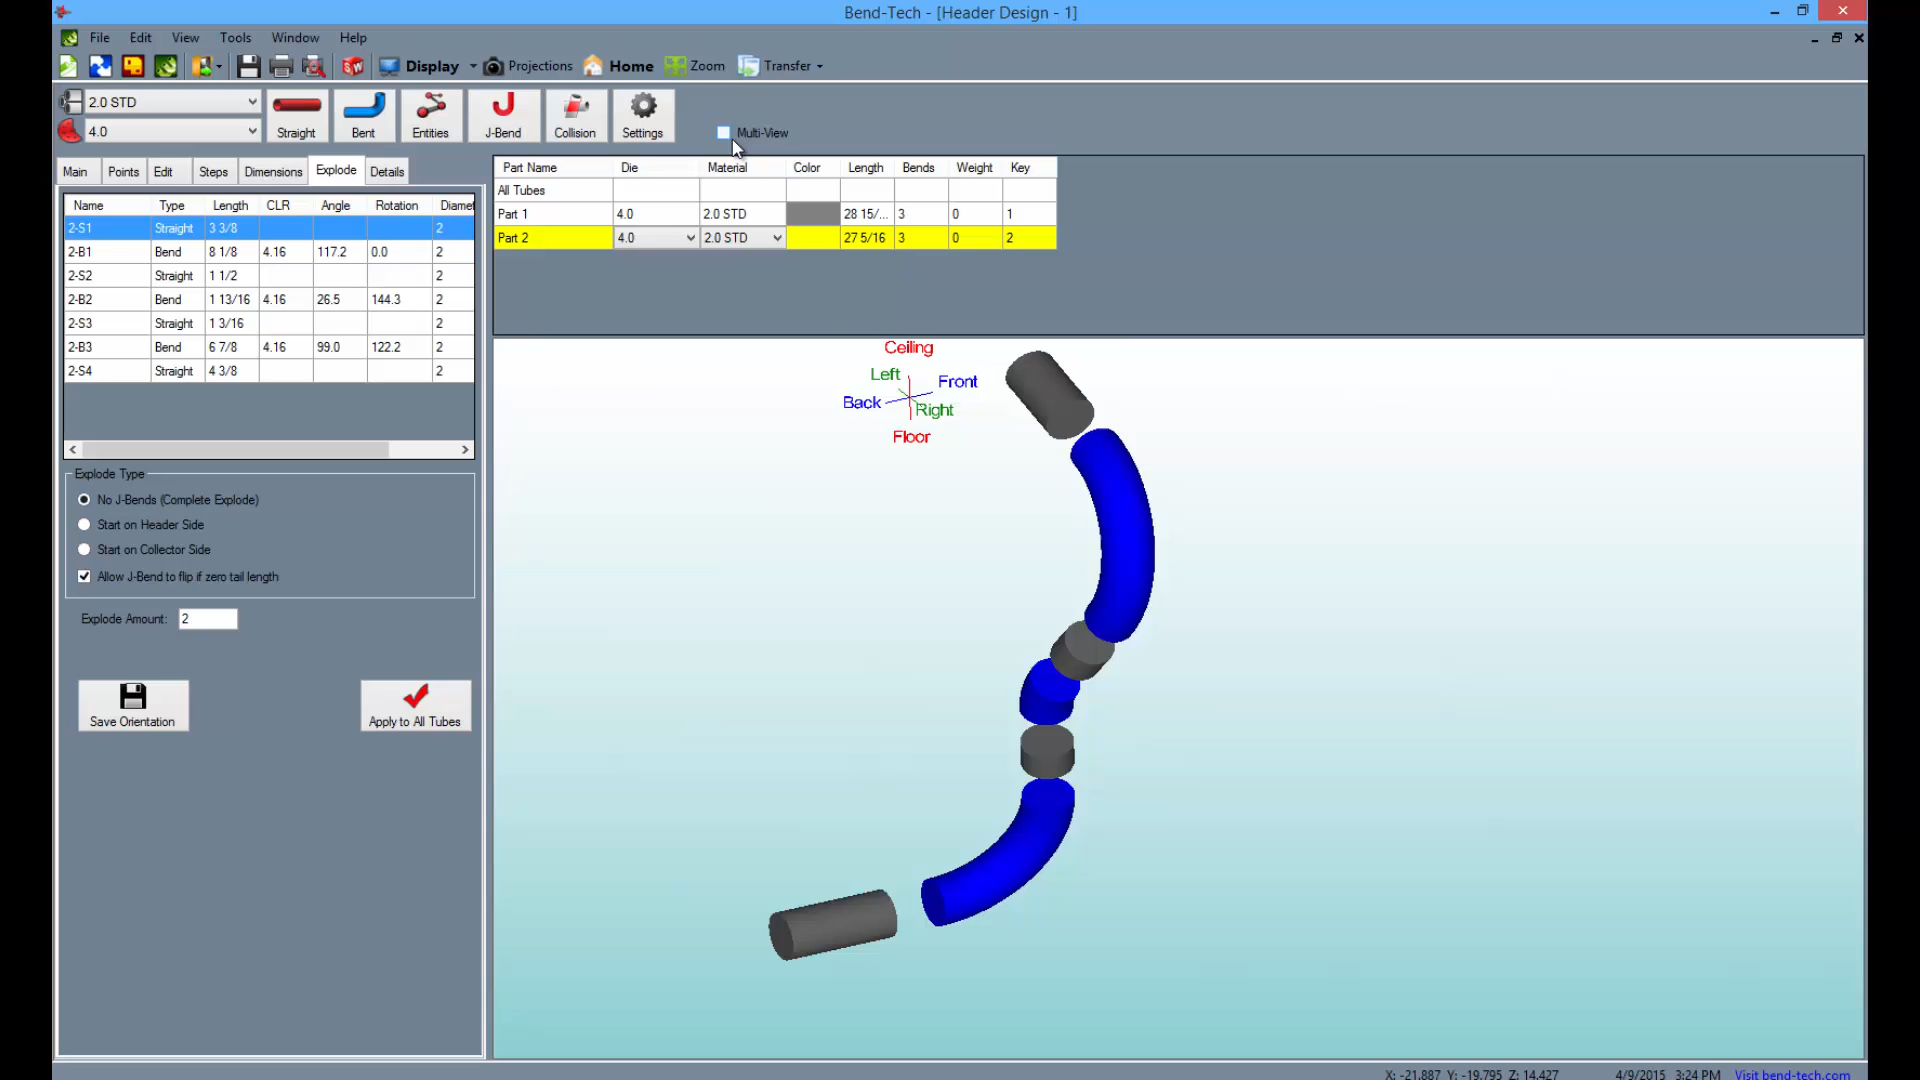 Bend-Tech - [Header Design - 1]
File Edit View Tools Window Help
Display Projections Home Zoom Transfer
2.0 STD
4.0
Straight Bent Entities J-Bend Collision Settings
Multi-View
Main Points Edit Steps Dimensions Explode Details
Name Type Length CLR Angle Rotation Diamet
2-S1 Straight 3 3/8 2
2-B1 Bend 8 1/8 4.16 117.2 0.0 2
2-S2 Straight 1 1/2 2
2-B2 Bend 1 13/16 4.16 26.5 144.3 2
2-S3 Straight 1 3/16 2
2-B3 Bend 6 7/8 4.16 99.0 122.2 2
2-S4 Straight 4 3/8 2
Explode Type
No J-Bends (Complete Explode)
Start on Header Side
Start on Collector Side
Allow J-Bend to flip if zero tail length
Explode Amount: 2
Save Orientation
Apply to All Tubes
Part Name Die Material Color Length Bends Weight Key
All Tubes
Part 1 4.0 2.0 STD 28 15/... 3 0 1
Part 2 4.0 2.0 STD 27 5/16 3 0 2
Ceiling
Left
Front
Back
Right
Floor
X: -21.887 Y: -19.795 Z: 14.427 4/9/2015 3:24 PM Visit bend-tech.com